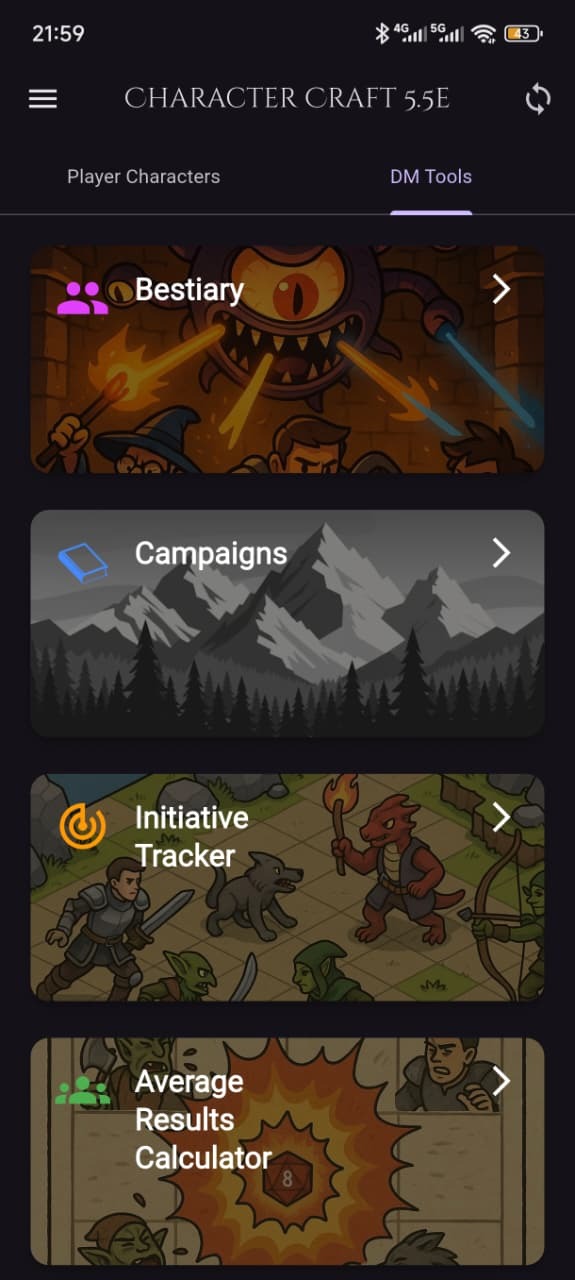 21:59
4G 5G 43
CHARACTER CRAFT 5.5E
Player Characters
DM Tools
Bestiary
Campaigns
Initiative
Tracker
Average
Results
Calculator
8